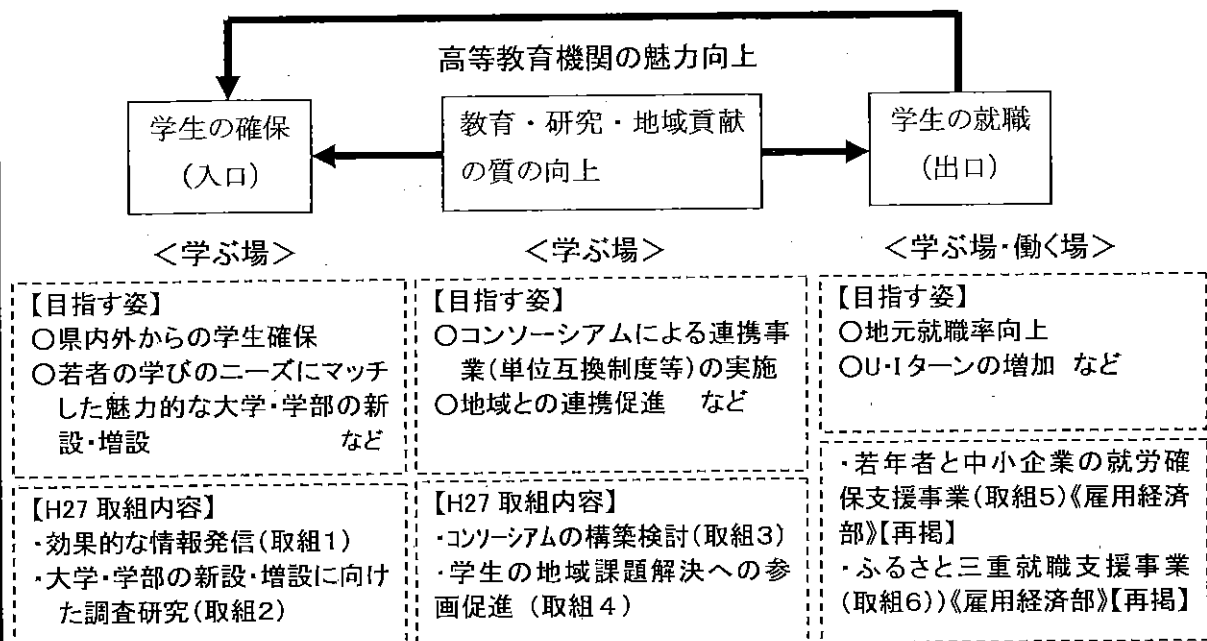 高等教育機関の魅力向上
学生の確保
(入口)
教育・研究・地域貢献
の質の向上
学生の就職
(出口)
＜学ぶ場＞
【目指す姿】
○県内外からの学生確保
○若者の学びのニーズにマッチ
した魅力的な大学・学部の新
設・増設 など
【H27 取組内容】
・効果的な情報発信(取組1)
・大学・学部の新設・増設に向け
た調査研究(取組2)
＜学ぶ場＞
【目指す姿】
○コンソーシアムによる連携事
業(単位互換制度等)の実施
○地域との連携促進 など
【H27 取組内容】
・コンソーシアムの構築検討(取組3)
・学生の地域課題解決への参
画促進 (取組4)
＜学ぶ場・働く場＞
【目指す姿】
○地元就職率向上
○U・Iターンの増加 など
・若年者と中小企業の就労確
保支援事業(取組5)《雇用経済
部》【再掲】
・ふるさと三重就職支援事業
(取組6))《雇用経済部》【再掲】